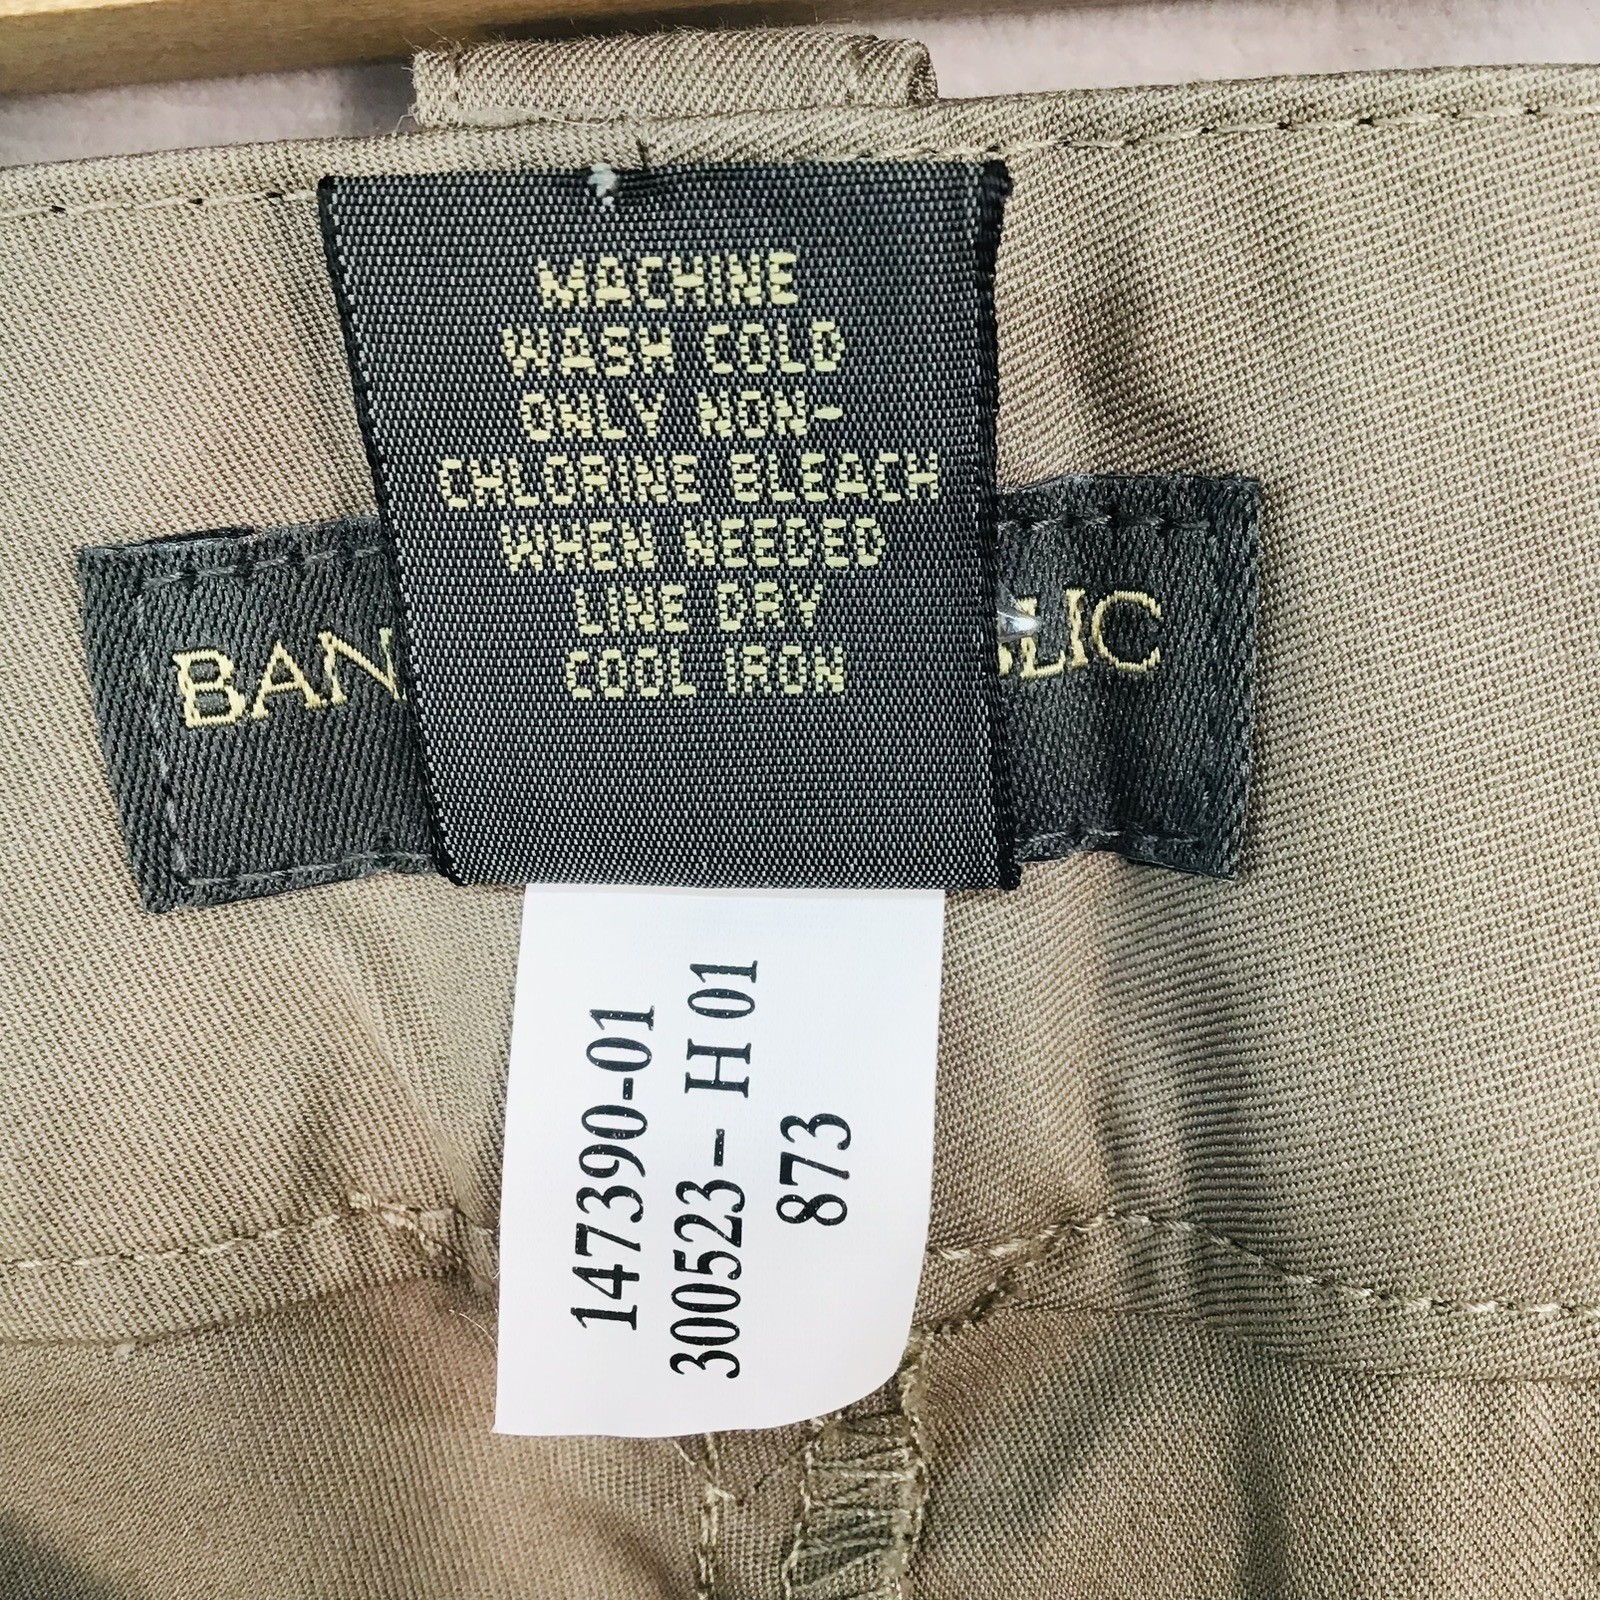 MACHINE
WASH COLD
ONLY NON-
CHLORINE BLEACH
WHEN NEEDED
LINE DRY
COOL IRON
BAN LIC
147390-01
300523- H 01
873